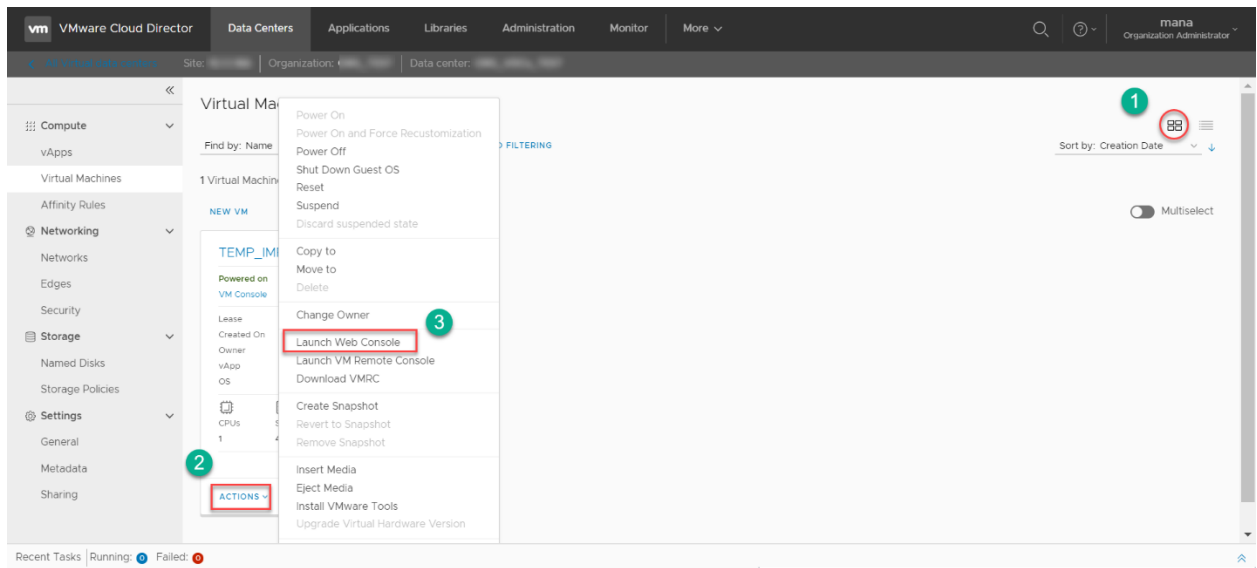 vm VMware Cloud Director Data Centers Applications Libraries Administration Monitor More mana
Organization Administrator
Site: Organization: Data center:
Virtual Ma
1
Compute
vApps
Virtual Machines
Affinity Rules
Networking
Networks
Edges
Security
Storage
Named Disks
Storage Policies
Settings
General
Metadata
Sharing
Find by: Name
FILTERING
Sort by: Creation Date
1 Virtual Machin
NEW VM
Multiselect
TEMP_IM
Powered on
VM Console
Lease
Created On
Owner
vApp
OS
CPUs
1
2
ACTIONS
Power On
Power On and Force Recustomization
Power Off
Shut Down Guest OS
Reset
Suspend
Discard suspended state
Copy to
Move to
Delete
Change Owner
3
Launch Web Console
Launch VM Remote Console
Download VMRC
Create Snapshot
Revert to Snapshot
Remove Snapshot
Insert Media
Eject Media
Install VMware Tools
Upgrade Virtual Hardware Version
Recent Tasks Running: 0 Failed: 0